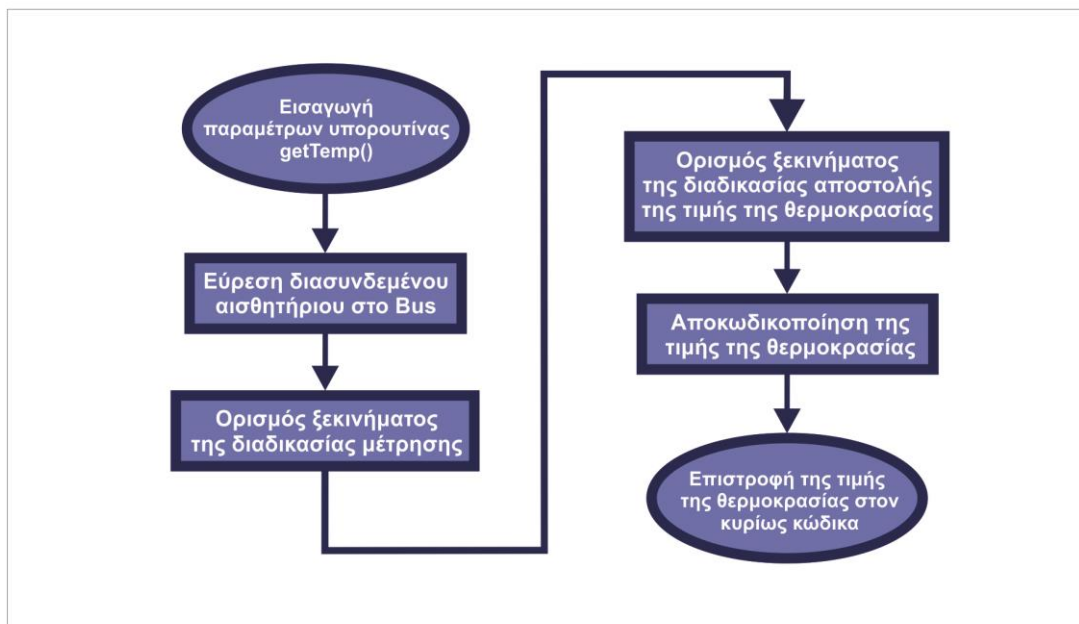 Εισαγωγή
παραμέτρων υπορουτίνας
getTemp()
Εύρεση διασυνδεμένου
αισθητήριου στο Bus
Ορισμός ξεκινήματος
της διαδικασίας μέτρησης
Ορισμός ξεκινήματος
της διαδικασίας αποστολής
της τιμής της θερμοκρασίας
Αποκωδικοποίηση της
τιμής της θερμοκρασίας
Επιστροφή της τιμής
της θερμοκρασίας στον
κυρίως κώδικα